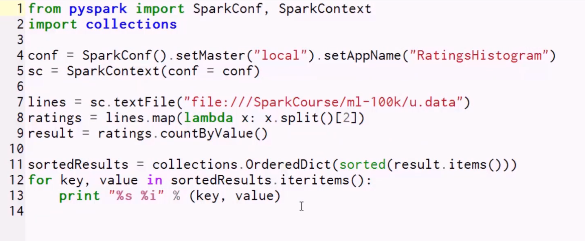 1 from pyspark import SparkConf, SparkContext
2 import collections
3
4 conf = SparkConf().setMaster("local").setAppName("RatingsHistogram")
5 sc = SparkContext(conf = conf)
6
7 lines = sc.textFile("file:///SparkCourse/ml-100k/u.data")
8 ratings = lines.map(lambda x: x.split()[2])
9 result = ratings.countByValue()
10
11 sortedResults = collections.OrderedDict(sorted(result.items()))
12 for key, value in sortedResults.iteritems():
13     print "%s %i" % (key, value)
14